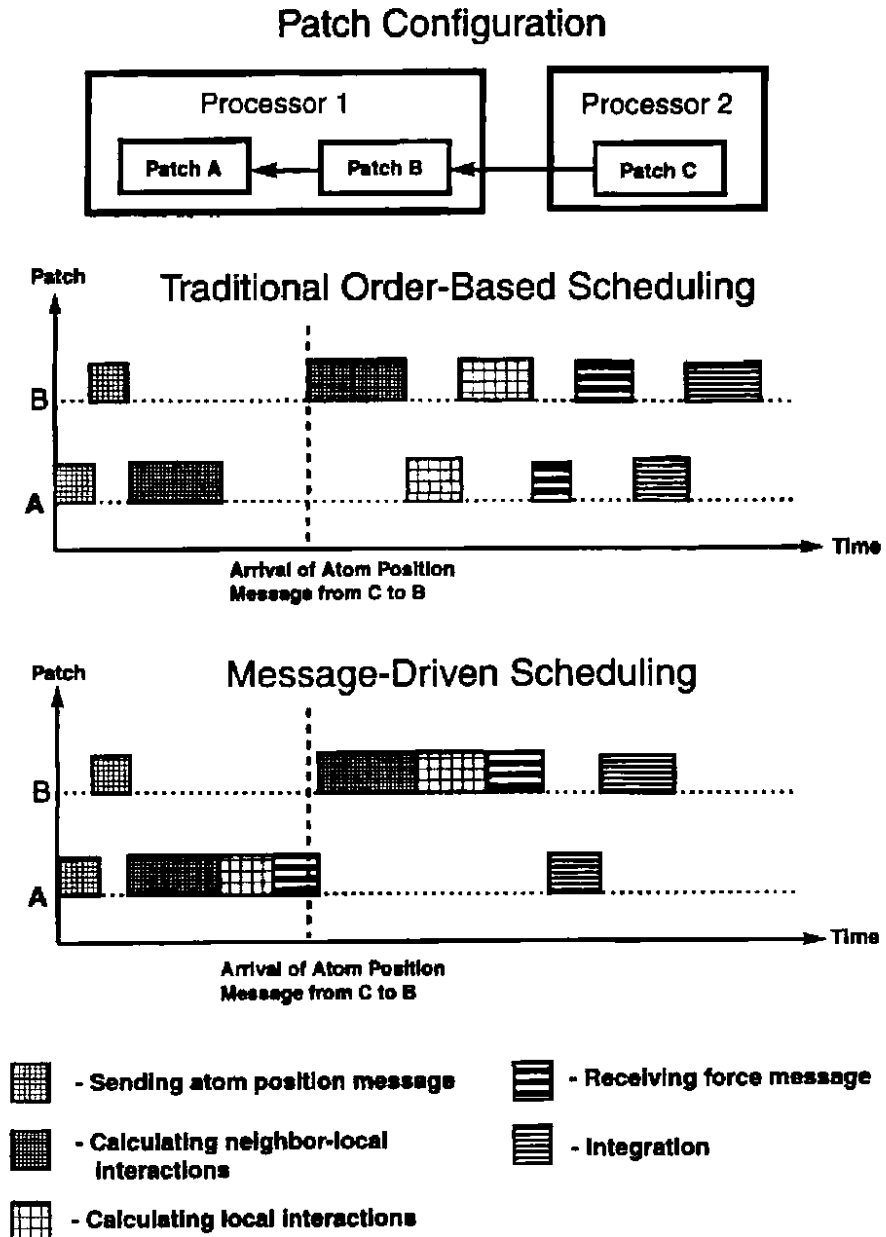 Patch Configuration
Processor 1
Processor 2
Patch A
Patch B
Patch C
Patch
Traditional Order-Based Scheduling
B
A
Time
Arrival of Atom Position
Message from C to B
Patch
Message-Driven Scheduling
B
A
Time
Arrival of Atom Position
Message from C to B
- Sending atom position message
- Receiving force message
- Calculating neighbor-local
interactions
- Integration
- Calculating local interactions